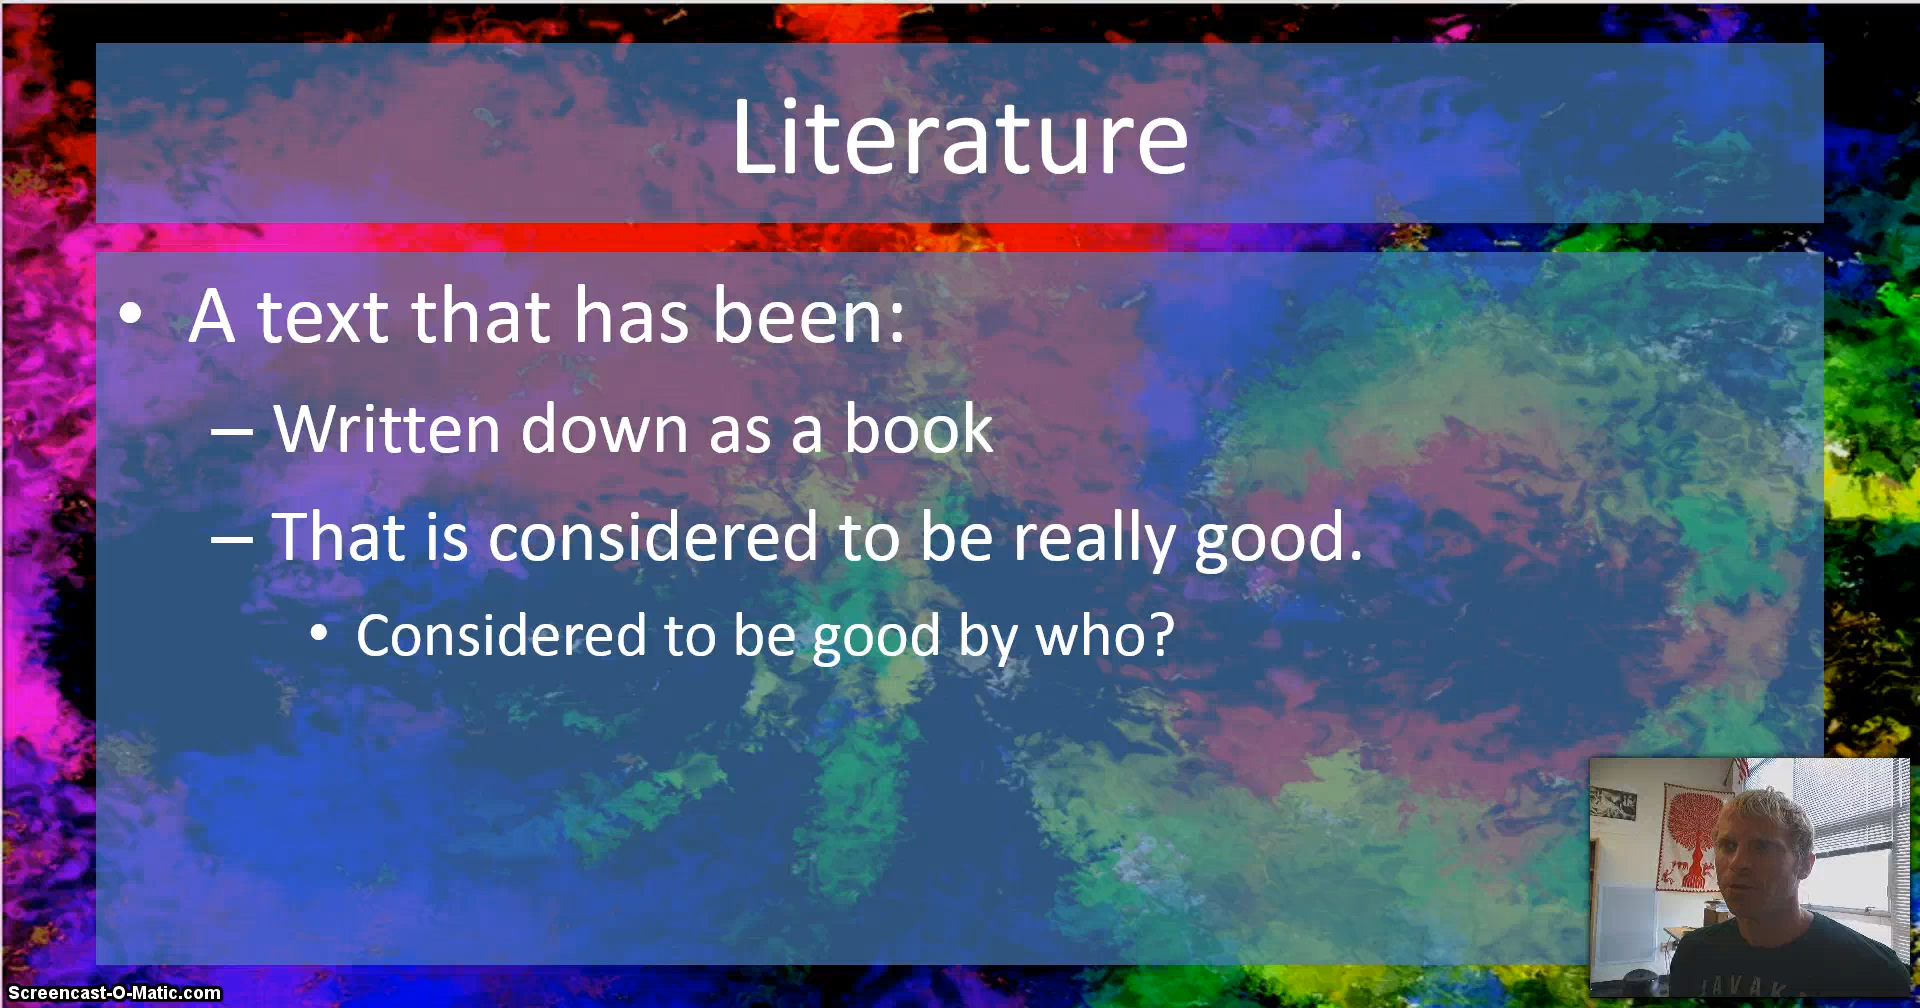 Literature
• A text that has been:
– Written down as a book
– That is considered to be really good.
• Considered to be good by who?
Screencast-O-Matic.com